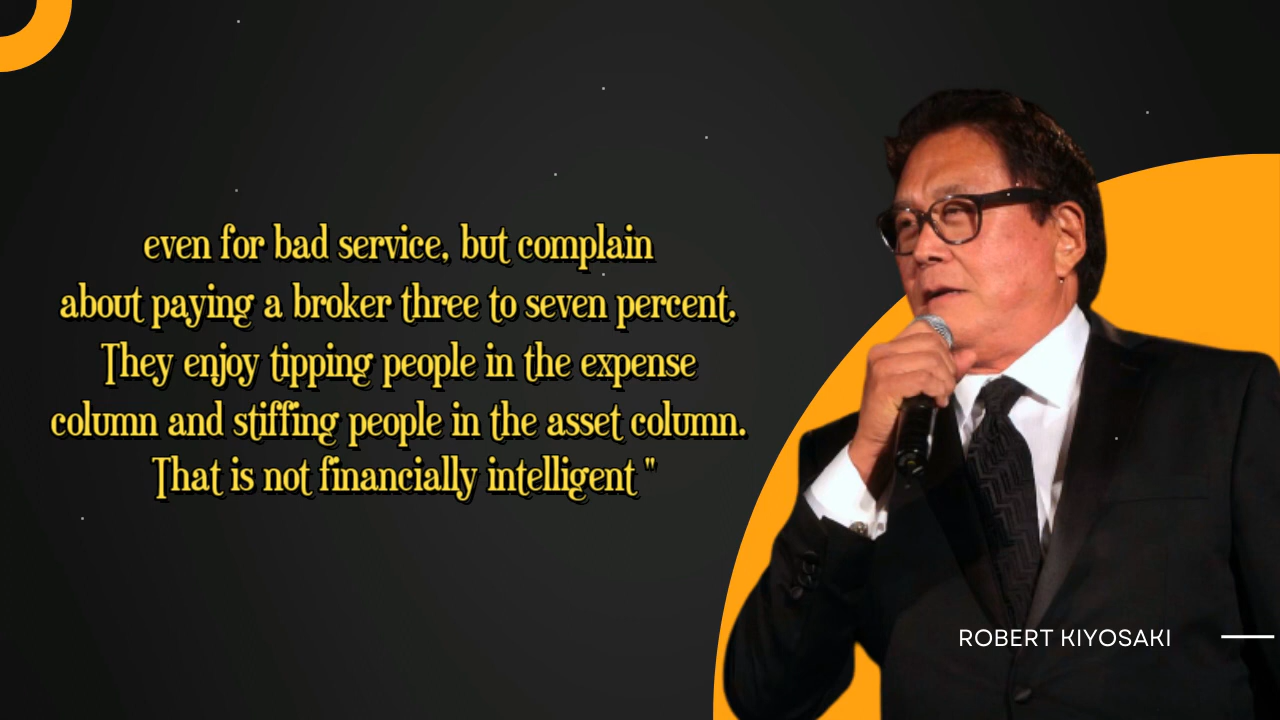 even for bad service, but complain
about paying a broker three to seven percent.
They enjoy tipping people in the expense
column and stiffing people in the asset column.
That is not financially intelligent "
ROBERT KIYOSAKI